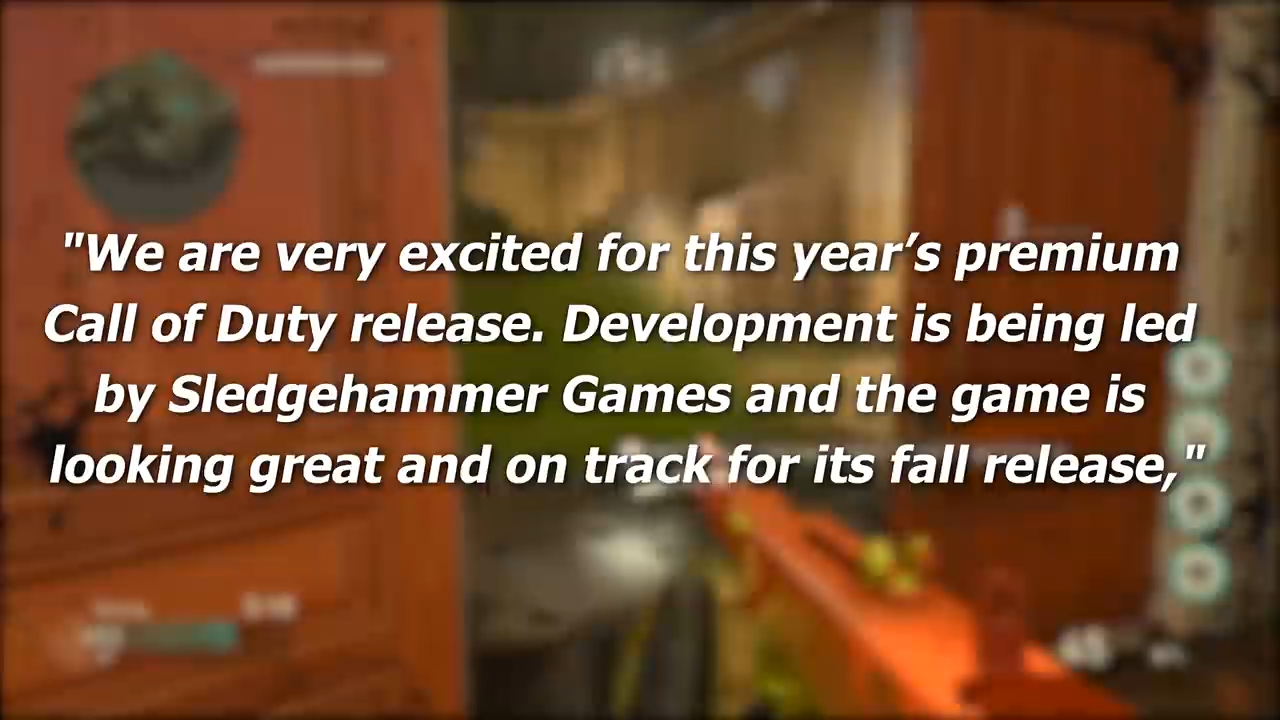 "We are very excited for this year’s premium
Call of Duty release. Development is being led
by Sledgehammer Games and the game is
looking great and on track for its fall release,"